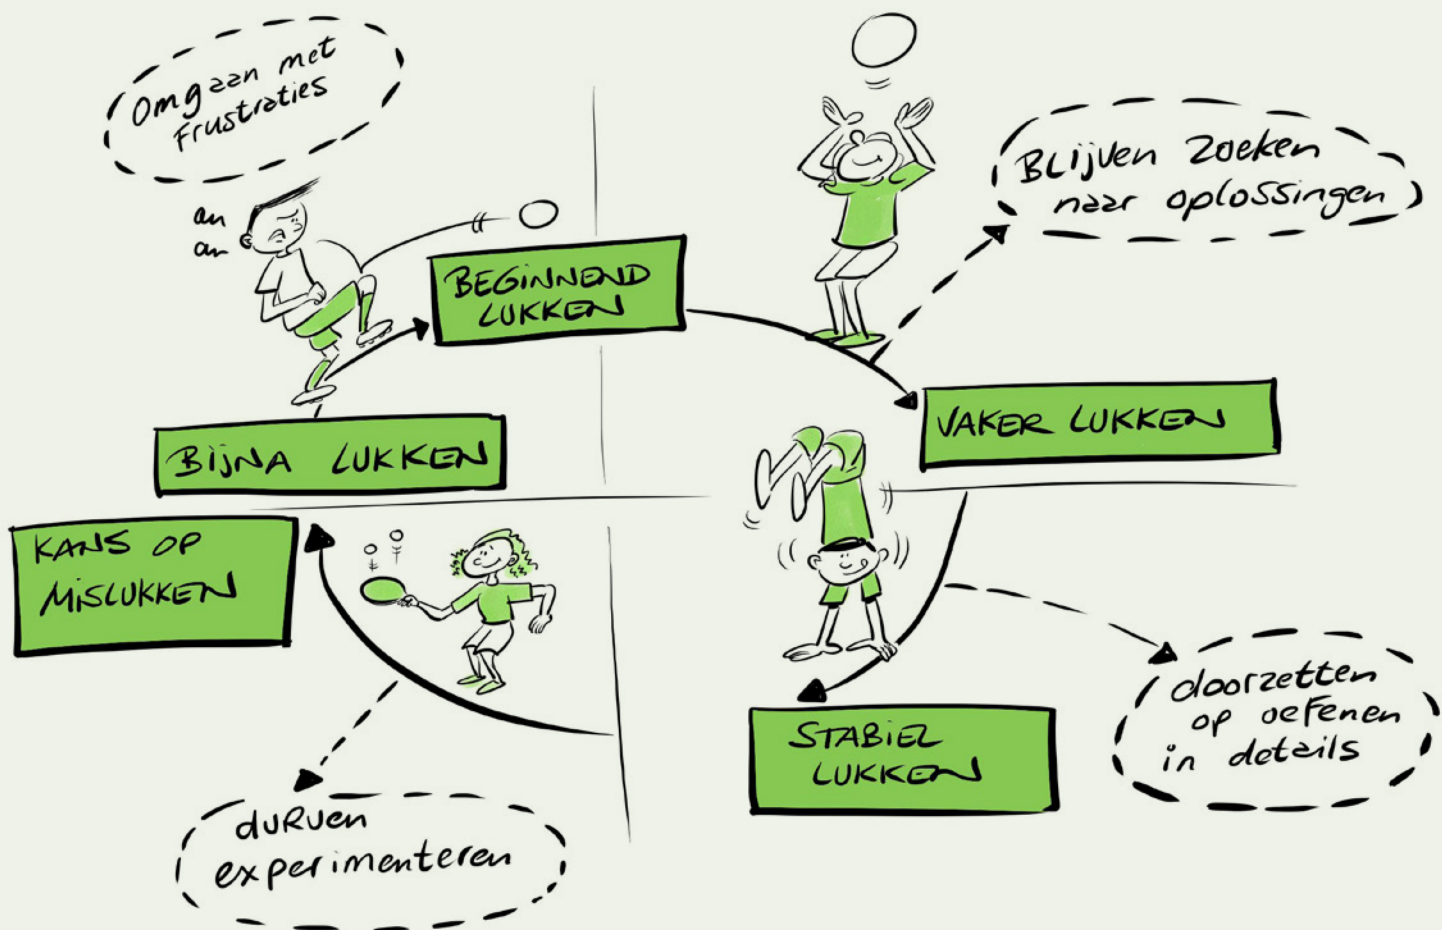 Omgaan met
Frustraties
au
au
BEGINNEND
LUKKEN
BLIJVEN ZOEKEN
naar oplossingen
BIJNA LUKKEN
VAKER LUKKEN
KANS OP
MISLUKKEN
STABIEL
LUKKEN
doorzetten
op oefenen
in details
duRven
experimenteren